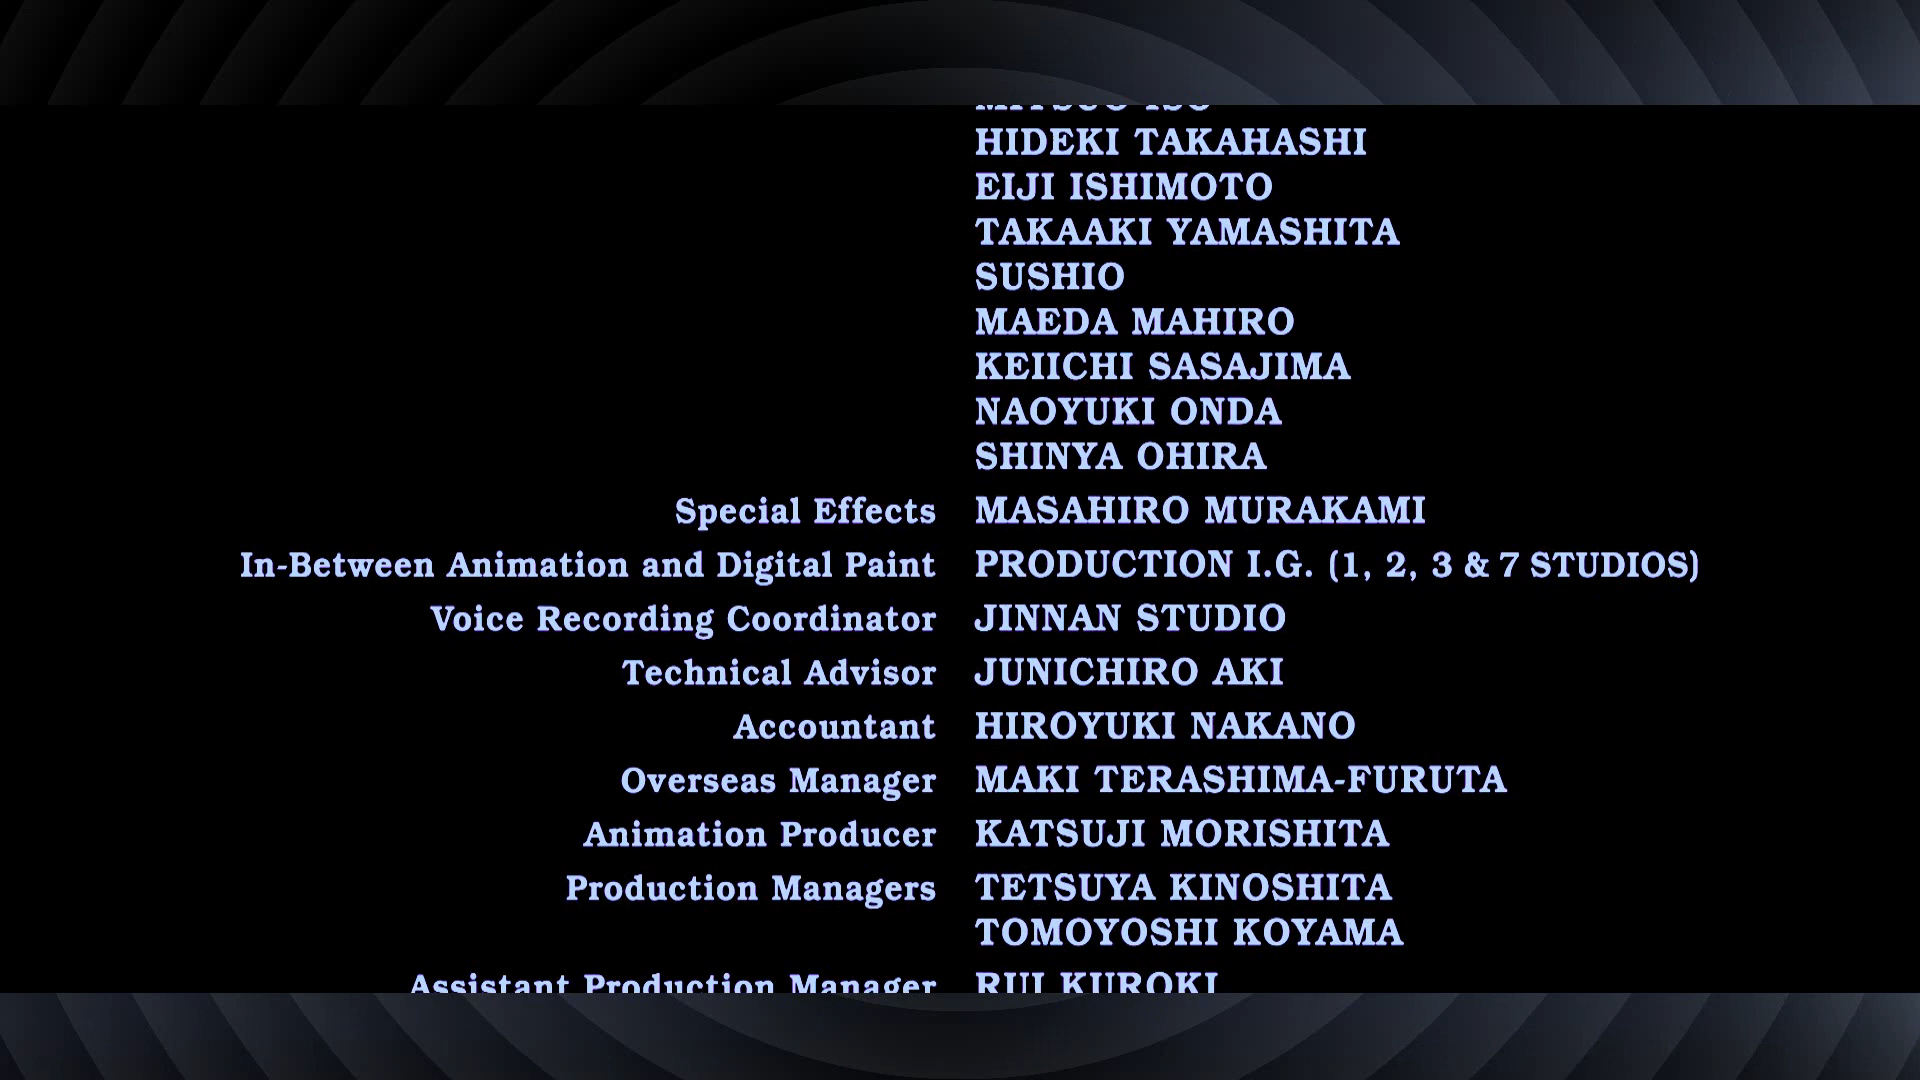 MITSUO ISO
HIDEKI TAKAHASHI
EIJI ISHIMOTO
TAKAAKI YAMASHITA
SUSHIO
MAEDA MAHIRO
KEIICHI SASAJIMA
NAOYUKI ONDA
SHINYA OHIRA
Special Effects MASAHIRO MURAKAMI
In-Between Animation and Digital Paint PRODUCTION I.G. (1, 2, 3 & 7 STUDIOS)
Voice Recording Coordinator JINNAN STUDIO
Technical Advisor JUNICHIRO AKI
Accountant HIROYUKI NAKANO
Overseas Manager MAKI TERASHIMA-FURUTA
Animation Producer KATSUJI MORISHITA
Production Managers TETSUYA KINOSHITA
TOMOYOSHI KOYAMA
Assistant Production Manager RUI KUROKI